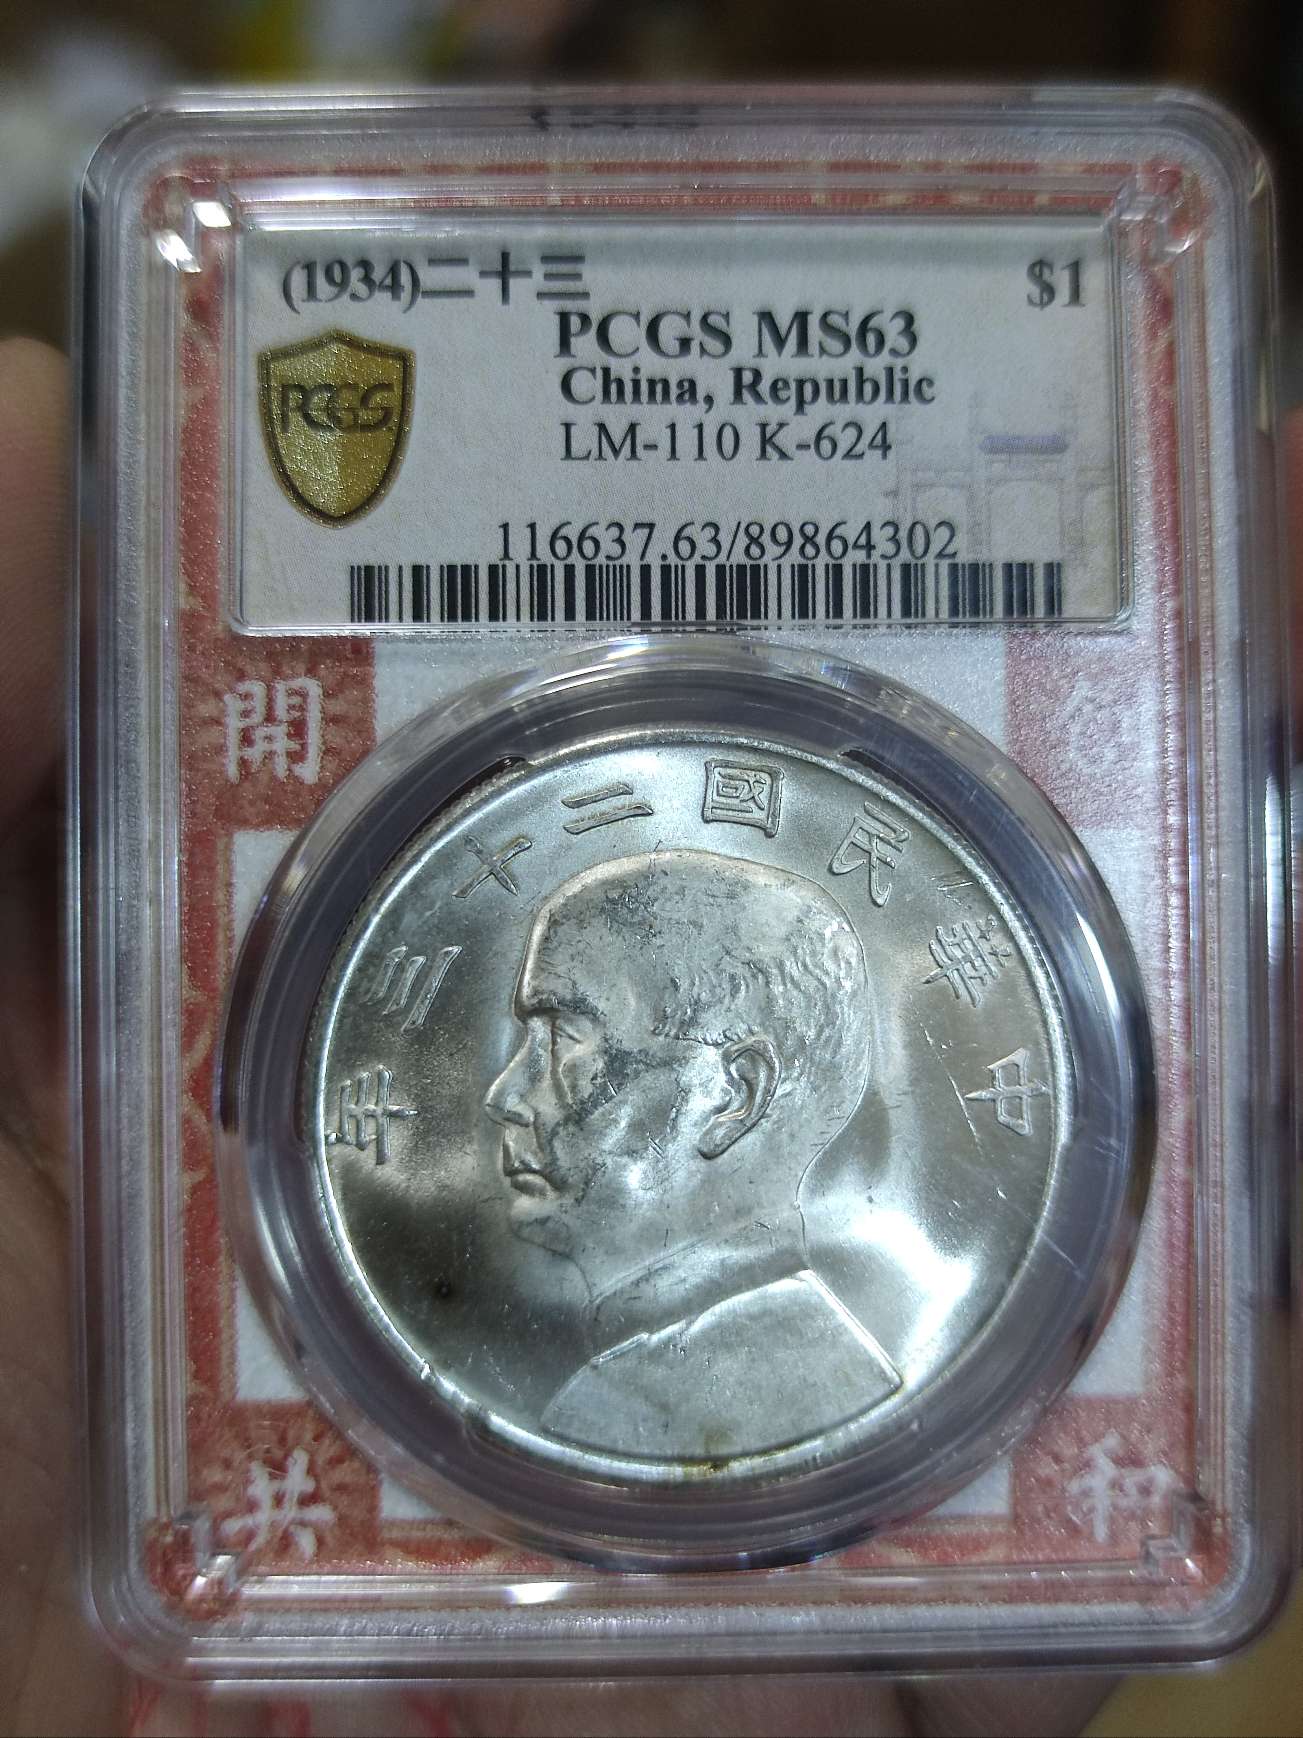 (1934)二十三 $1
PCGS MS63
China, Republic
LM-110 K-624
PCGS
116637.63/89864302
開
年三十二國民華中
共 和